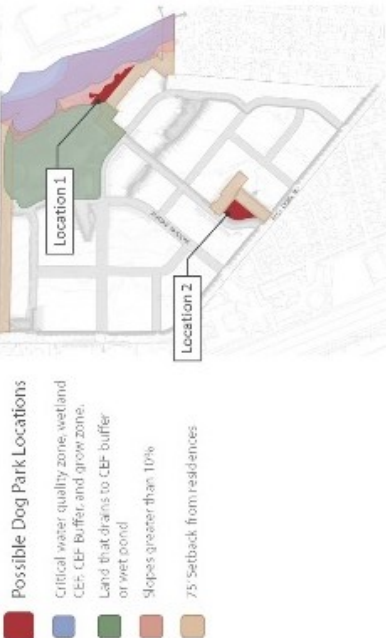 Possible Dog Park Locations
Critical water quality zone, wetland
CEF, CEF Buffer, and grow zone.
Land that drains to CEF buffer
or wet pond
Slopes greater than 10%
75' Setback from residences
Location 1
Location 2